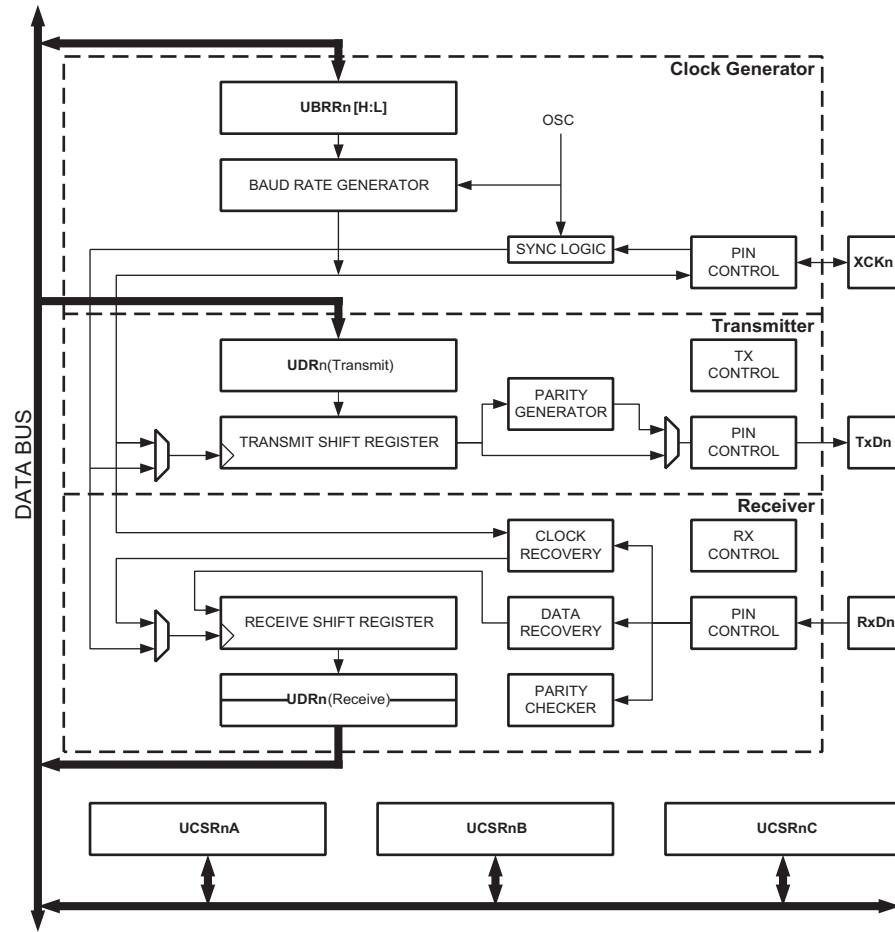 Clock Generator
UBRRn [H:L]
OSC
BAUD RATE GENERATOR
SYNC LOGIC
PIN
CONTROL
XCKn
Transmitter
UDRn(Transmit)
TX
CONTROL
PARITY
GENERATOR
TRANSMIT SHIFT REGISTER
PIN
CONTROL
TxDn
DATA BUS
Receiver
CLOCK
RECOVERY
RX
CONTROL
RECEIVE SHIFT REGISTER
DATA
RECOVERY
PIN
CONTROL
RxDn
UDRn(Receive)
PARITY
CHECKER
UCSRnA
UCSRnB
UCSRnC